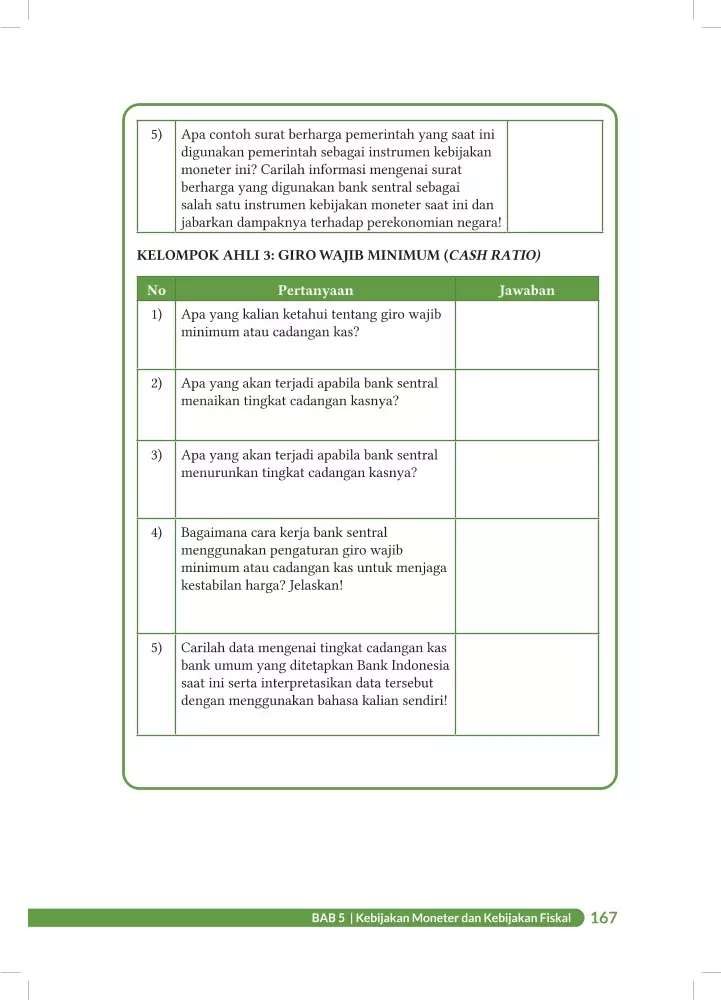 5)
Apa contoh surat berharga pemerintah yang saat ini
digunakan pemerintah sebagai instrumen kebijakan
moneter ini? Carilah informasi mengenai surat
berharga yang digunakan bank sentral sebagai
salah satu instrumen kebijakan moneter saat ini dan
jabarkan dampaknya terhadap perekonomian negara!
KELOMPOK AHLI 3: GIRO WAJIB MINIMUM (CASH RATIO)
No Pertanyaan Jawaban
1) Apa yang kalian ketahui tentang giro wajib
minimum atau cadangan kas?
2) Apa yang akan terjadi apabila bank sentral
menaikan tingkat cadangan kasnya?
3) Apa yang akan terjadi apabila bank sentral
menurunkan tingkat cadangan kasnya?
4) Bagaimana cara kerja bank sentral
menggunakan pengaturan giro wajib
minimum atau cadangan kas untuk menjaga
kestabilan harga? Jelaskan!
5) Carilah data mengenai tingkat cadangan kas
bank umum yang ditetapkan Bank Indonesia
saat ini serta interpretasikan data tersebut
dengan menggunakan bahasa kalian sendiri!
BAB 5 | Kebijakan Moneter dan Kebijakan Fiskal 167